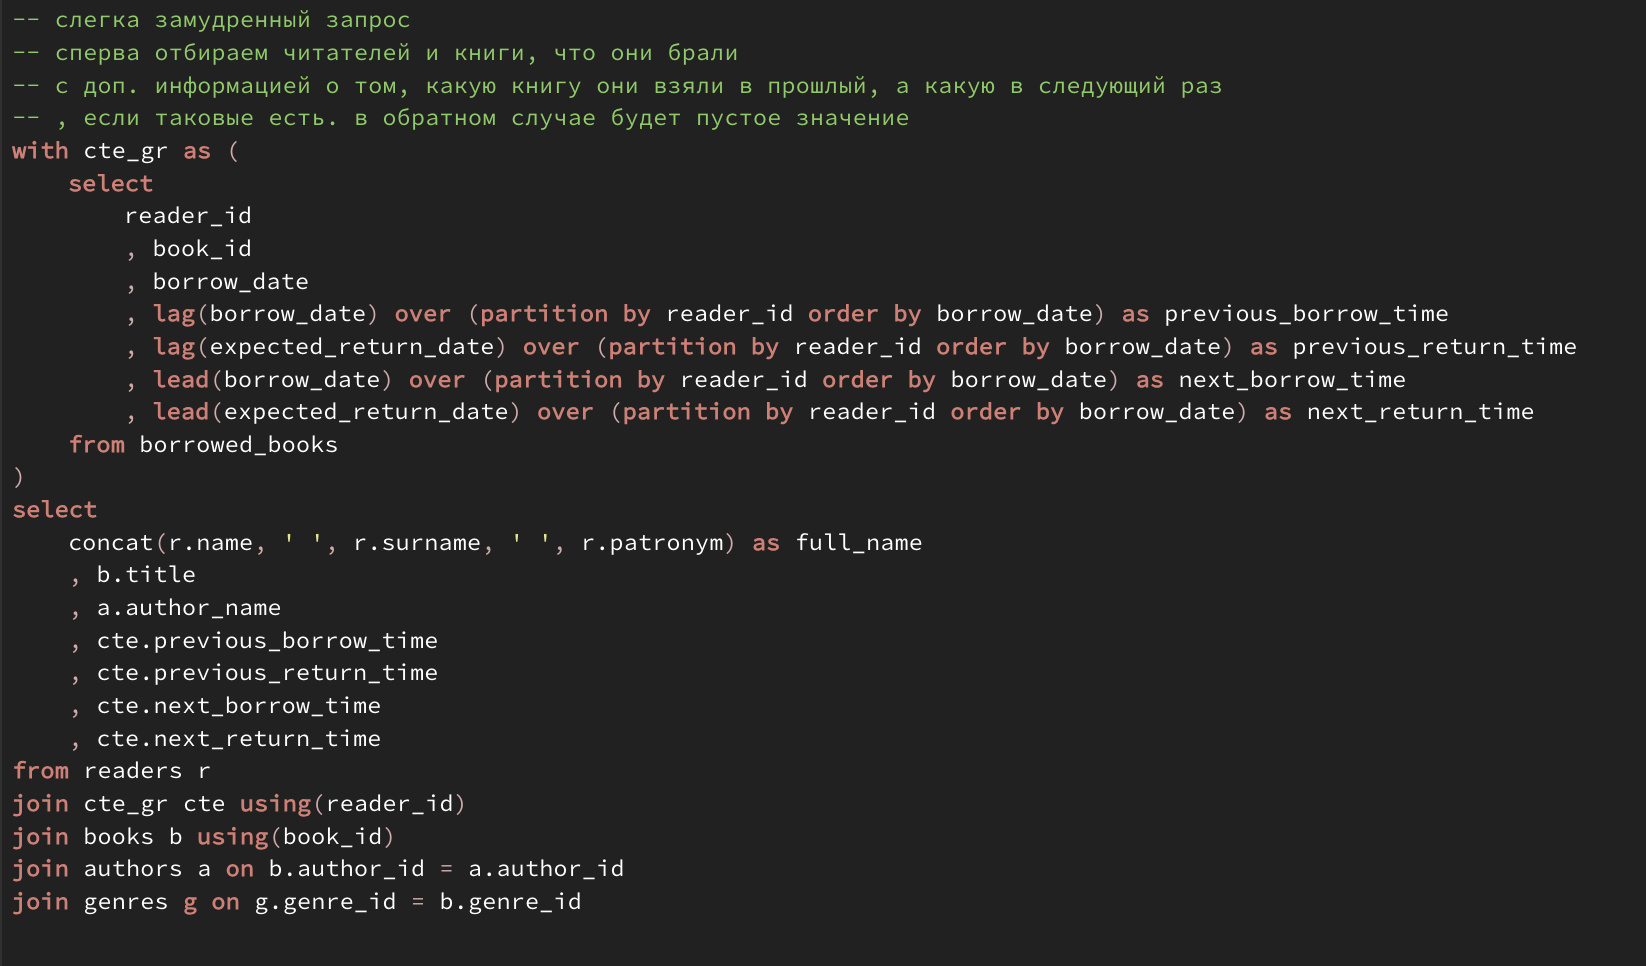 -- слегка замудренный запрос
-- сперва отбираем читателей и книги, что они брали
-- с доп. информацией о том, какую книгу они взяли в прошлый, а какую в следующий раз
-- , если таковые есть. в обратном случае будет пустое значение
with cte_gr as (
    select
        reader_id
        , book_id
        , borrow_date
        , lag(borrow_date) over (partition by reader_id order by borrow_date) as previous_borrow_time
        , lag(expected_return_date) over (partition by reader_id order by borrow_date) as previous_return_time
        , lead(borrow_date) over (partition by reader_id order by borrow_date) as next_borrow_time
        , lead(expected_return_date) over (partition by reader_id order by borrow_date) as next_return_time
    from borrowed_books
)
select
    concat(r.name, ' ', r.surname, ' ', r.patronym) as full_name
    , b.title
    , a.author_name
    , cte.previous_borrow_time
    , cte.previous_return_time
    , cte.next_borrow_time
    , cte.next_return_time
from readers r
join cte_gr cte using(reader_id)
join books b using(book_id)
join authors a on b.author_id = a.author_id
join genres g on g.genre_id = b.genre_id